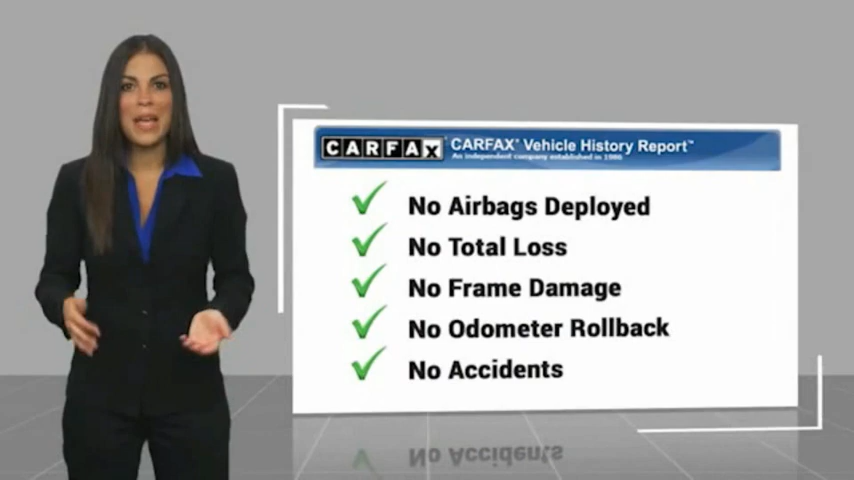 CARFAX CARFAX® Vehicle History Report™
An independent company established in 1986
No Airbags Deployed
No Total Loss
No Frame Damage
No Odometer Rollback
No Accidents
No Accidents